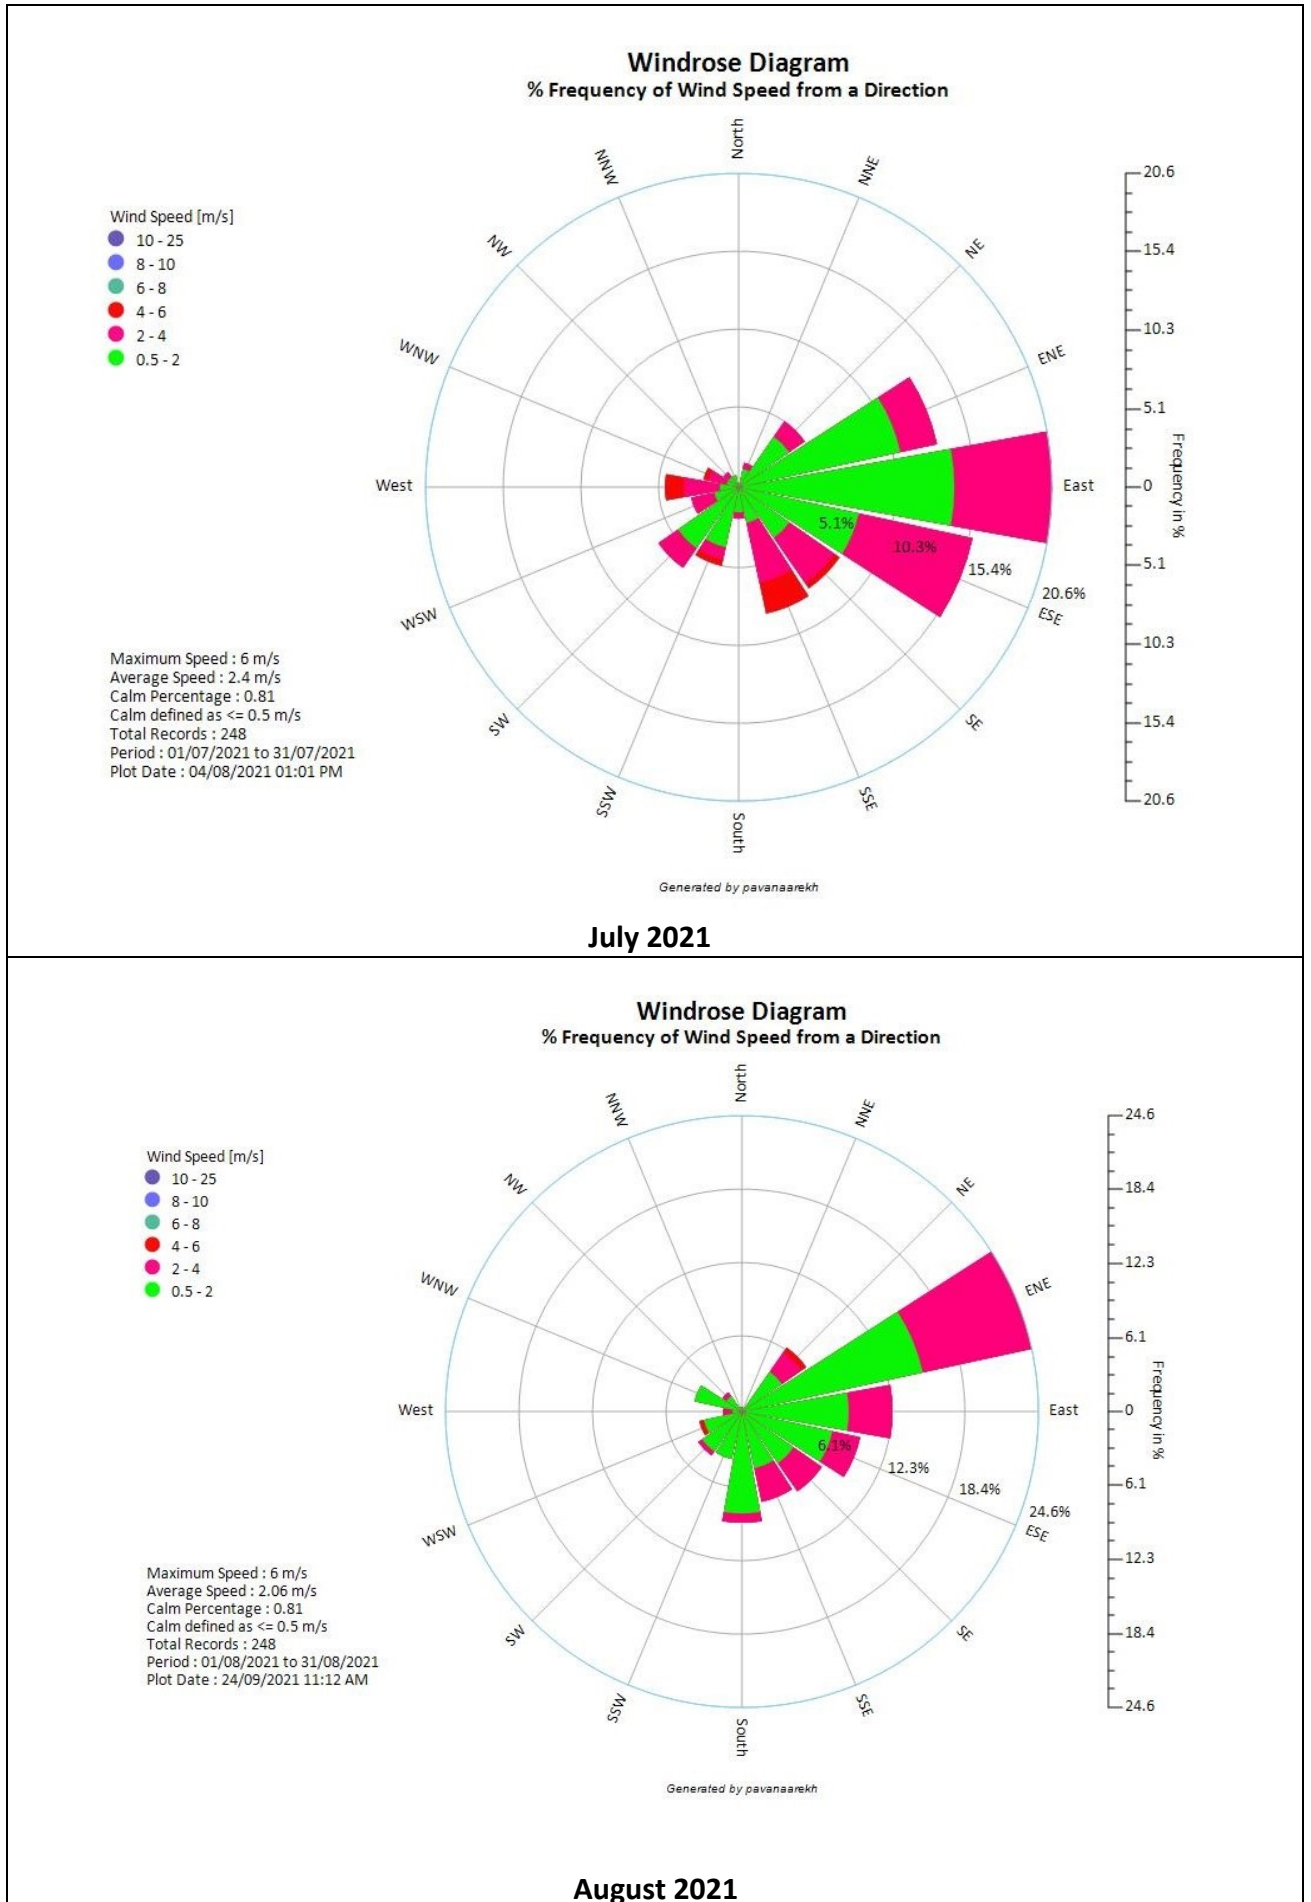 Windrose Diagram
% Frequency of Wind Speed from a Direction
North
NNW
NNE
NW
NE
WNW
ENE
West
East
WSW
ESE
SW
SE
SSW
SSE
South
Wind Speed [m/s]
10 - 25
8 - 10
6 - 8
4 - 6
2 - 4
0.5 - 2
5.1%
10.3%
15.4%
20.6%
20.6
15.4
10.3
5.1
0
5.1
10.3
15.4
20.6
Frequency in %
Maximum Speed : 6 m/s
Average Speed : 2.4 m/s
Calm Percentage : 0.81
Calm defined as <= 0.5 m/s
Total Records : 248
Period : 01/07/2021 to 31/07/2021
Plot Date : 04/08/2021 01:01 PM
Generated by pavanaarekh
July 2021
Windrose Diagram
% Frequency of Wind Speed from a Direction
North
NNW
NNE
NW
NE
WNW
ENE
West
East
WSW
ESE
SW
SE
SSW
SSE
South
Wind Speed [m/s]
10 - 25
8 - 10
6 - 8
4 - 6
2 - 4
0.5 - 2
6.1%
12.3%
18.4%
24.6%
24.6
18.4
12.3
6.1
0
6.1
12.3
18.4
24.6
Frequency in %
Maximum Speed : 6 m/s
Average Speed : 2.06 m/s
Calm Percentage : 0.81
Calm defined as <= 0.5 m/s
Total Records : 248
Period : 01/08/2021 to 31/08/2021
Plot Date : 24/09/2021 11:12 AM
Generated by pavanaarekh
August 2021